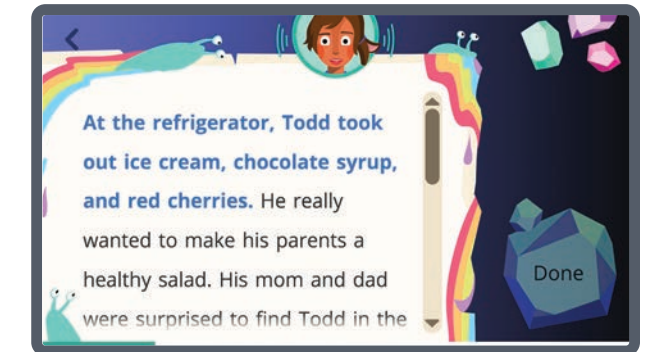 At the refrigerator, Todd took
out ice cream, chocolate syrup,
and red cherries. He really
wanted to make his parents a
healthy salad. His mom and dad
were surprised to find Todd in the
Done